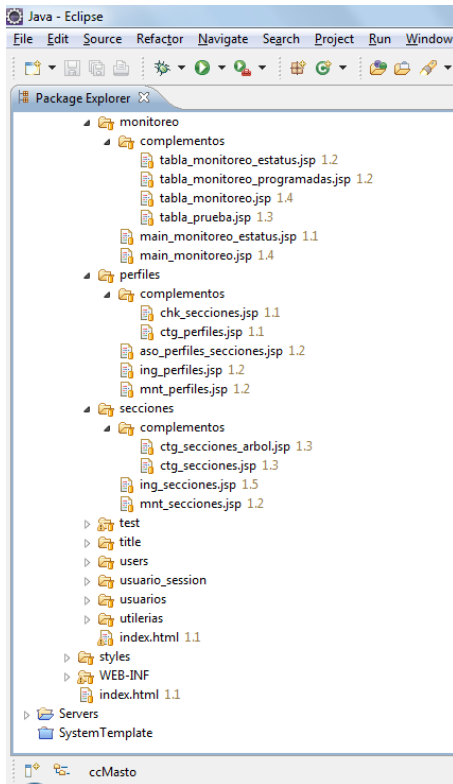 Java - Eclipse
File Edit Source Refactor Navigate Search Project Run Window
Package Explorer
monitoreo
complementos
tabla_monitoreo_estatus.jsp 1.2
tabla_monitoreo_programadas.jsp 1.2
tabla_monitoreo.jsp 1.4
tabla_prueba.jsp 1.3
main_monitoreo_estatus.jsp 1.1
main_monitoreo.jsp 1.4
perfiles
complementos
chk_secciones.jsp 1.1
ctg_perfiles.jsp 1.1
aso_perfiles_secciones.jsp 1.2
ing_perfiles.jsp 1.2
mnt_perfiles.jsp 1.2
secciones
complementos
ctg_secciones_arbol.jsp 1.3
ctg_secciones.jsp 1.3
ing_secciones.jsp 1.5
mnt_secciones.jsp 1.2
test
title
users
usuario_session
usuarios
utilerias
index.html 1.1
styles
WEB-INF
index.html 1.1
Servers
SystemTemplate
ccMasto